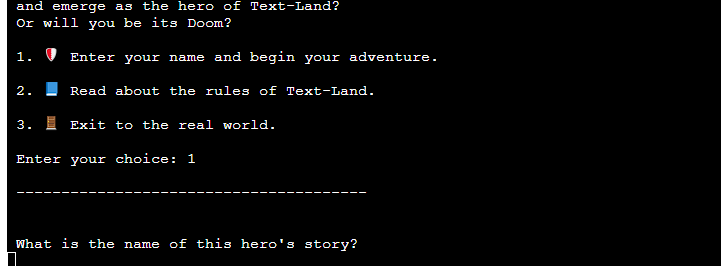 and emerge as the hero of Text-Land?
Or will you be its Doom?
1. 🛡 Enter your name and begin your adventure.
2. 📘 Read about the rules of Text-Land.
3. 🚪 Exit to the real world.
Enter your choice: 1
---------------------------------------
What is the name of this hero's story?